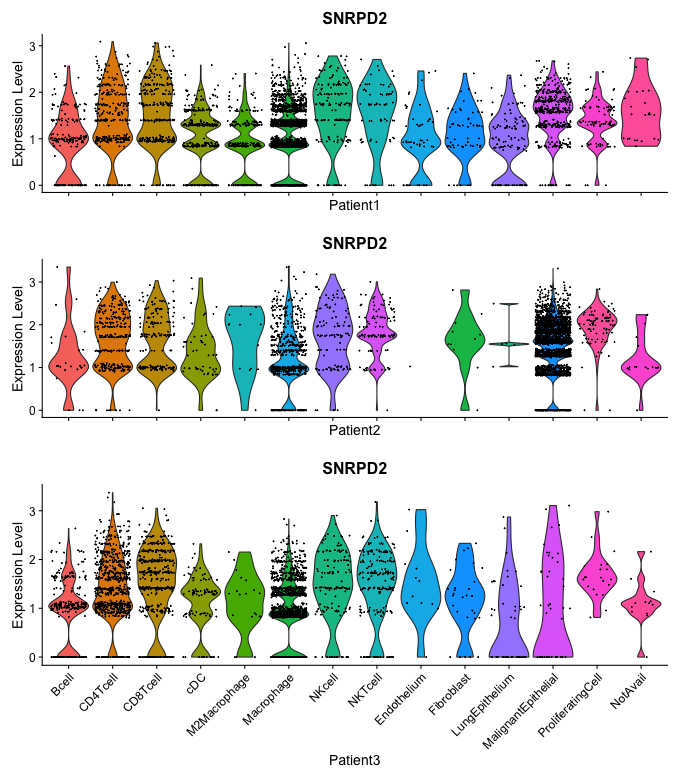 SNRPD2
Expression Level
3
2
1
0
Patient1
SNRPD2
Expression Level
3
2
1
0
Patient2
SNRPD2
Expression Level
3
2
1
0
Bcell
CD4Tcell
CD8Tcell
cDC
M2Macrophage
Macrophage
NKcell
NKTcell
Endothelium
Fibroblast
LungEpithelium
MalignantEpithelial
ProliferatingCell
NotAvail
Patient3